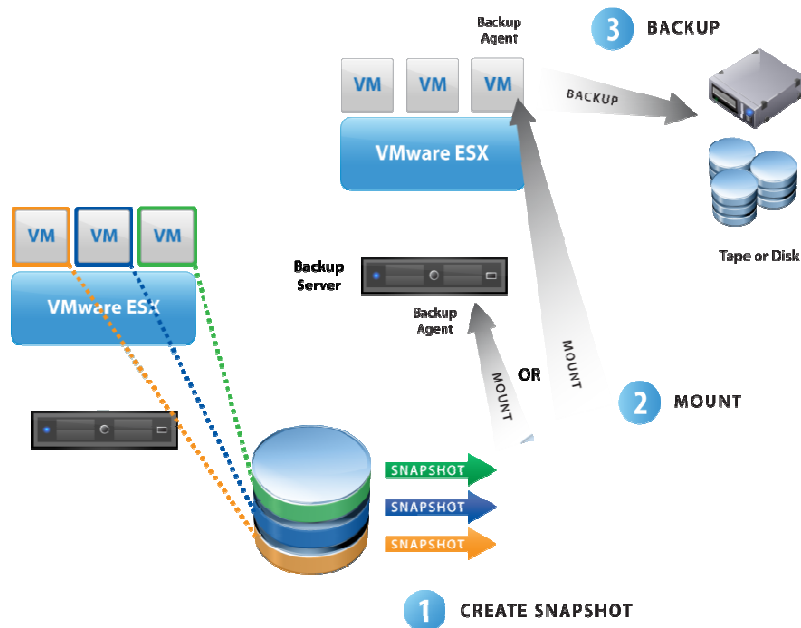 Backup
Agent
3 BACKUP
VM VM VM
BACKUP
VMware ESX
Tape or Disk
VM VM VM
VMware ESX
Backup
Server
Backup
Agent
MOUNT
OR
MOUNT
2 MOUNT
SNAPSHOT
SNAPSHOT
SNAPSHOT
1 CREATE SNAPSHOT